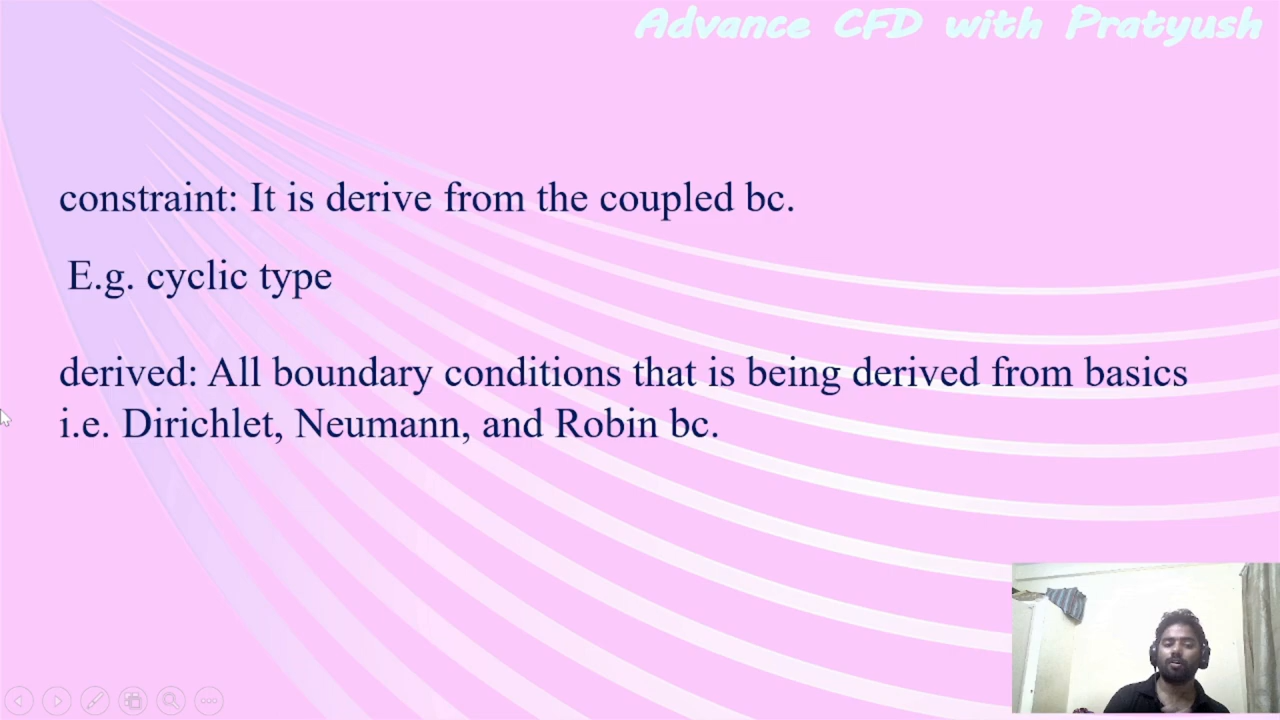 Advance CFD with Pratyush
constraint: It is derive from the coupled bc.
E.g. cyclic type
derived: All boundary conditions that is being derived from basics
i.e. Dirichlet, Neumann, and Robin bc.